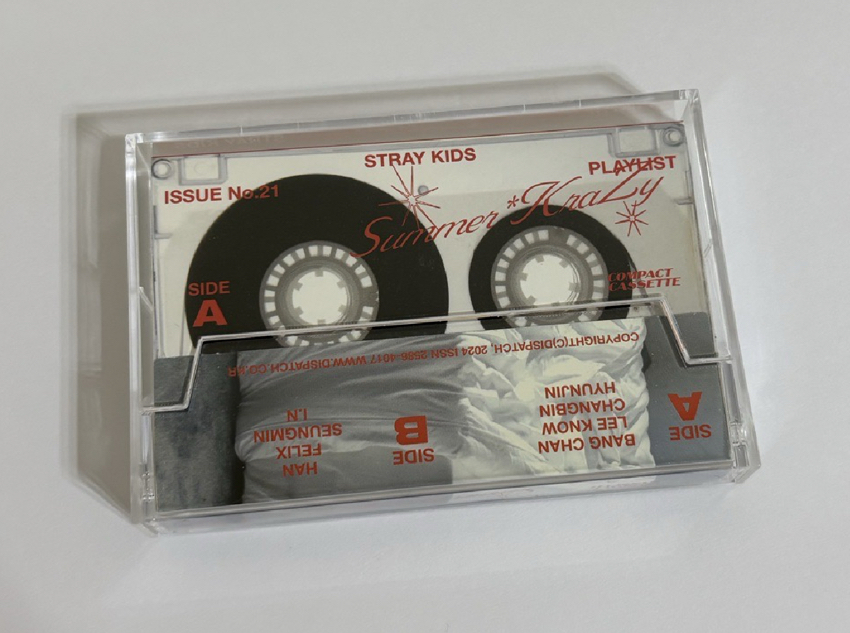 STRAY KIDS
PLAYLIST
ISSUE No.21
Summer*KraZy
SIDE
A
COMPACT
CASSETTE
SIDE
A
BANG CHAN
LEE KNOW
CHANGBIN
HYUNJIN
SIDE
B
HAN
FELIX
SEUNGMIN
I.N
COPYRIGHT(C)DISPATCH, 2024 ISSN 2586-4017 WWW.DISPATCH.CO.KR